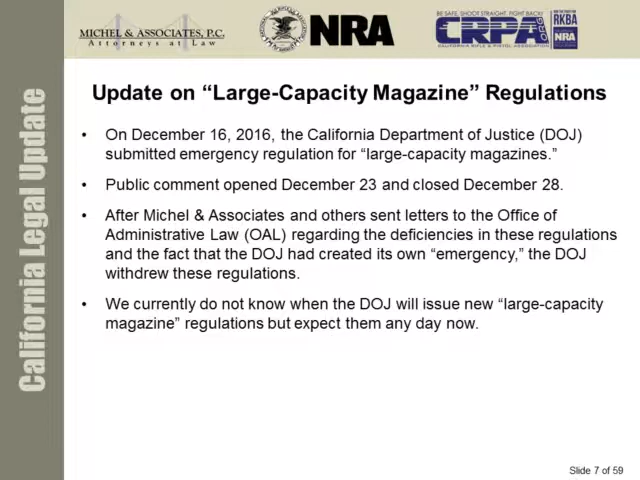 MICHEL & ASSOCIATES, P.C.
Attorneys at Law
NRA
BE SAFE. SHOOT STRAIGHT. FIGHT BACK!
CRPA.ORG
CALIFORNIA RIFLE & PISTOL ASSOCIATION
RKBA
NRA
California Legal Update
Update on “Large-Capacity Magazine” Regulations
• On December 16, 2016, the California Department of Justice (DOJ)
submitted emergency regulation for “large-capacity magazines.”
• Public comment opened December 23 and closed December 28.
• After Michel & Associates and others sent letters to the Office of
Administrative Law (OAL) regarding the deficiencies in these regulations
and the fact that the DOJ had created its own “emergency,” the DOJ
withdrew these regulations.
• We currently do not know when the DOJ will issue new “large-capacity
magazine” regulations but expect them any day now.
Slide 7 of 59